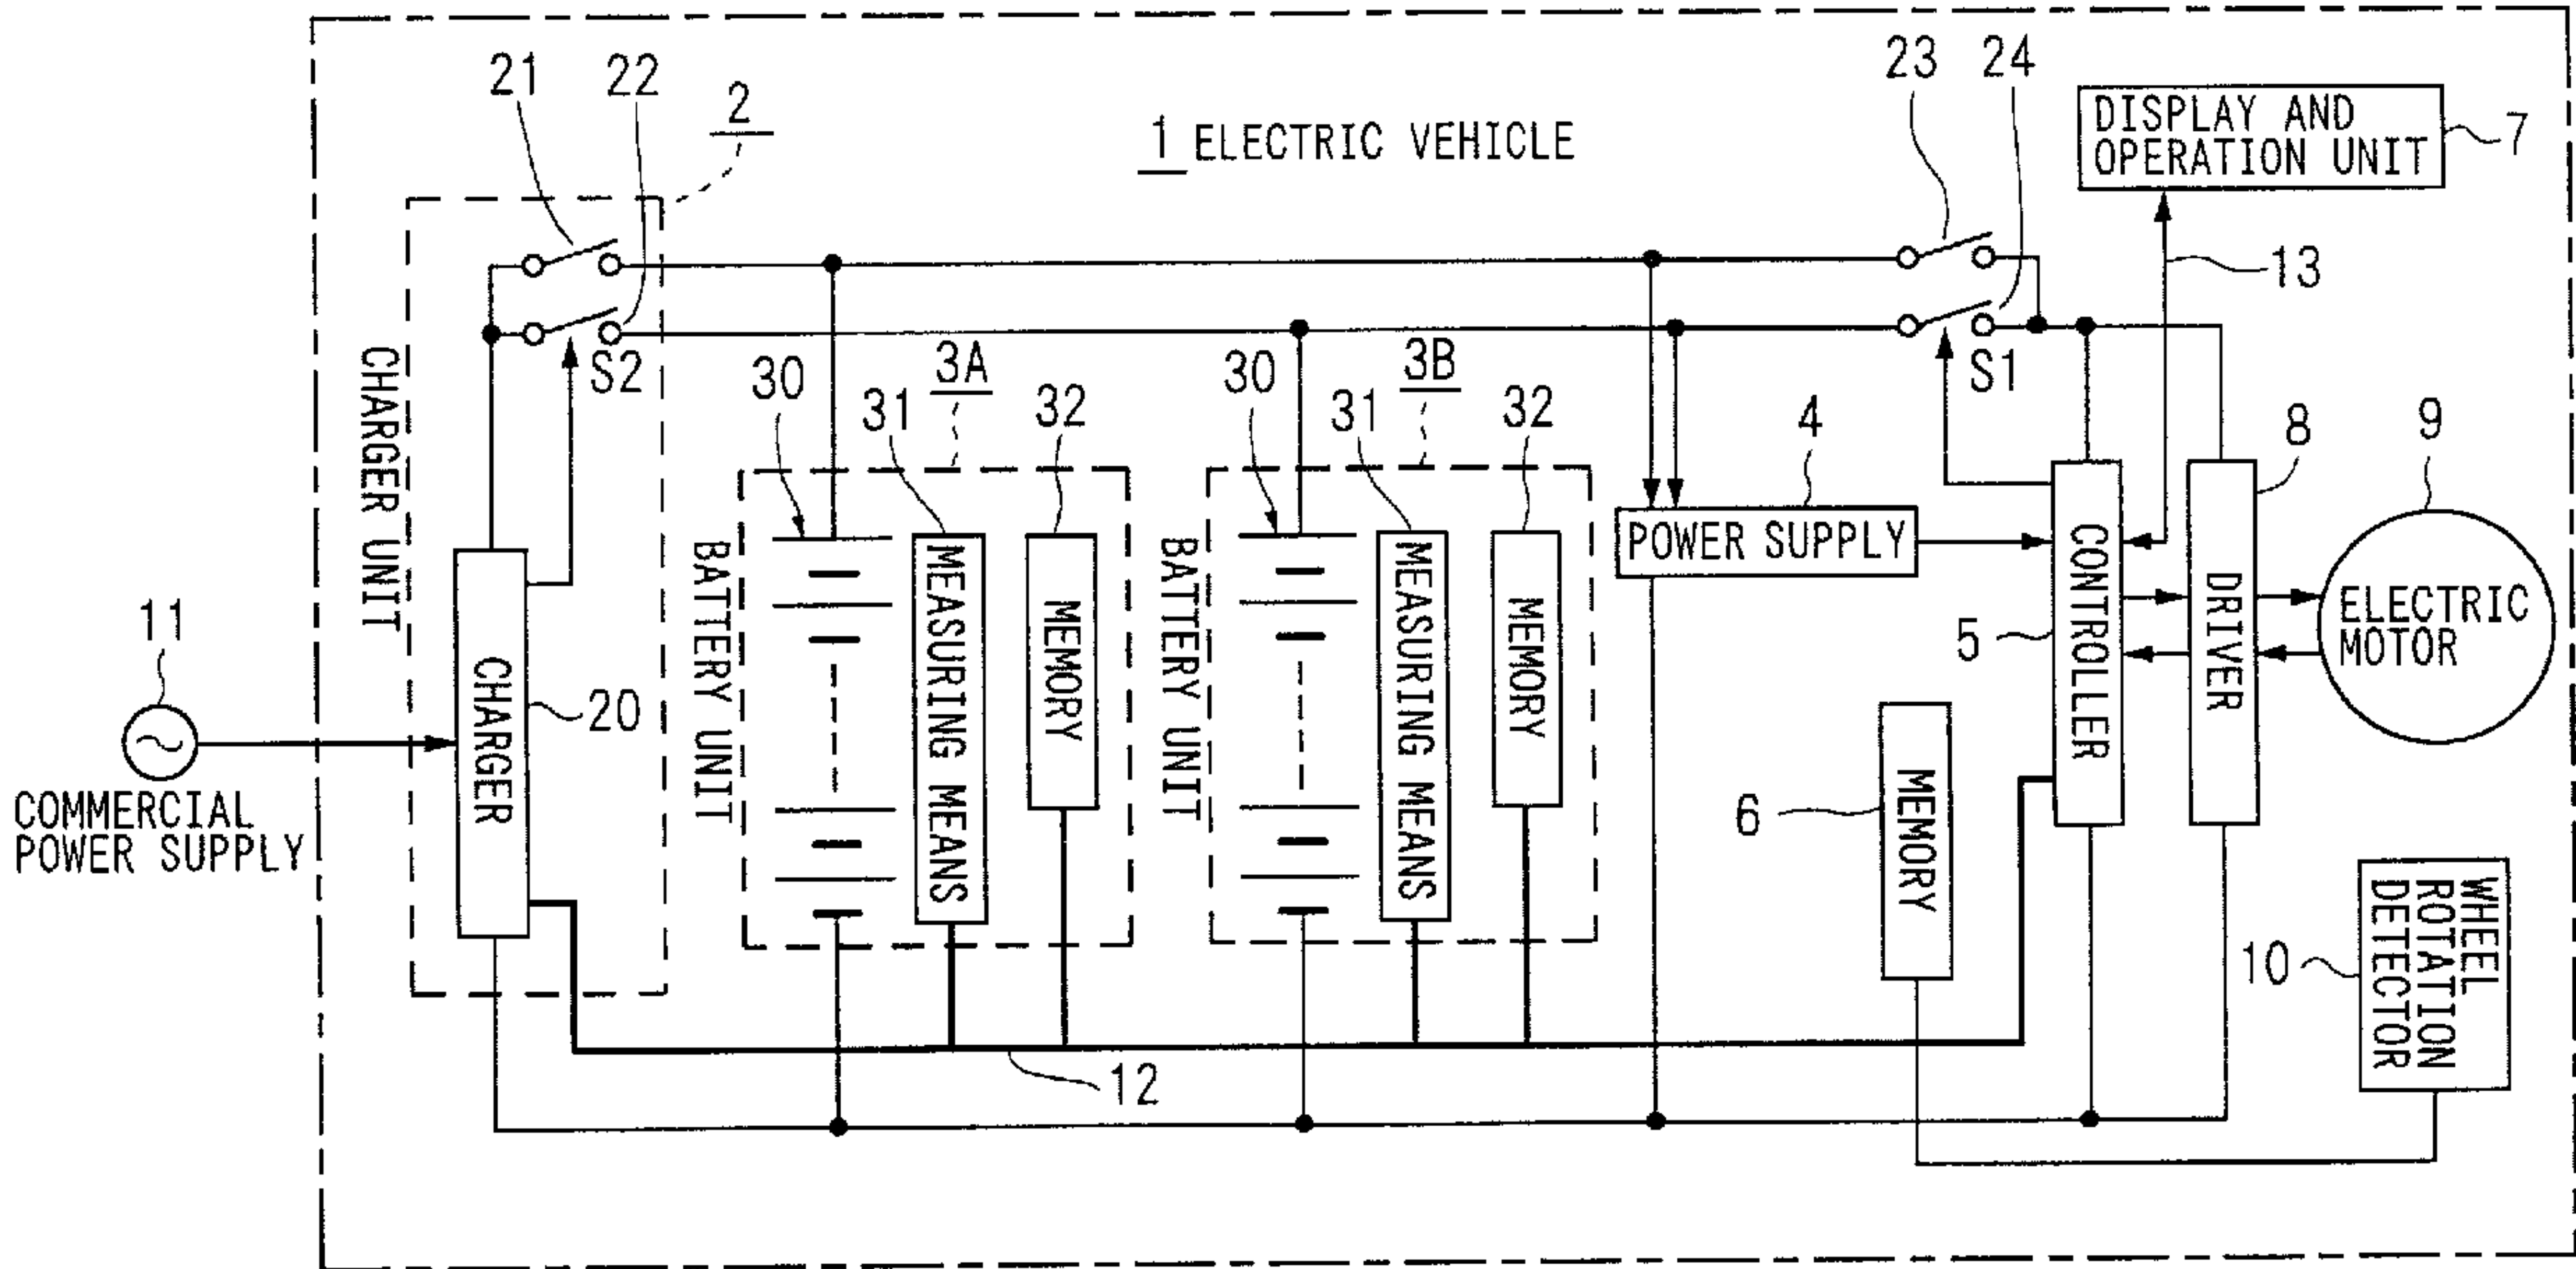 21
22
2
1 ELECTRIC VEHICLE
23
24
DISPLAY AND
OPERATION UNIT
7
13
S2
S1
CHARGER UNIT
CHARGER
20
11
COMMERCIAL
POWER SUPPLY
3A
30
31
32
BATTERY UNIT
MEASURING MEANS
MEMORY
3B
30
31
32
BATTERY UNIT
MEASURING MEANS
MEMORY
4
POWER SUPPLY
5
CONTROLLER
8
DRIVER
9
ELECTRIC
MOTOR
6
MEMORY
10
WHEEL
ROTATION
DETECTOR
12